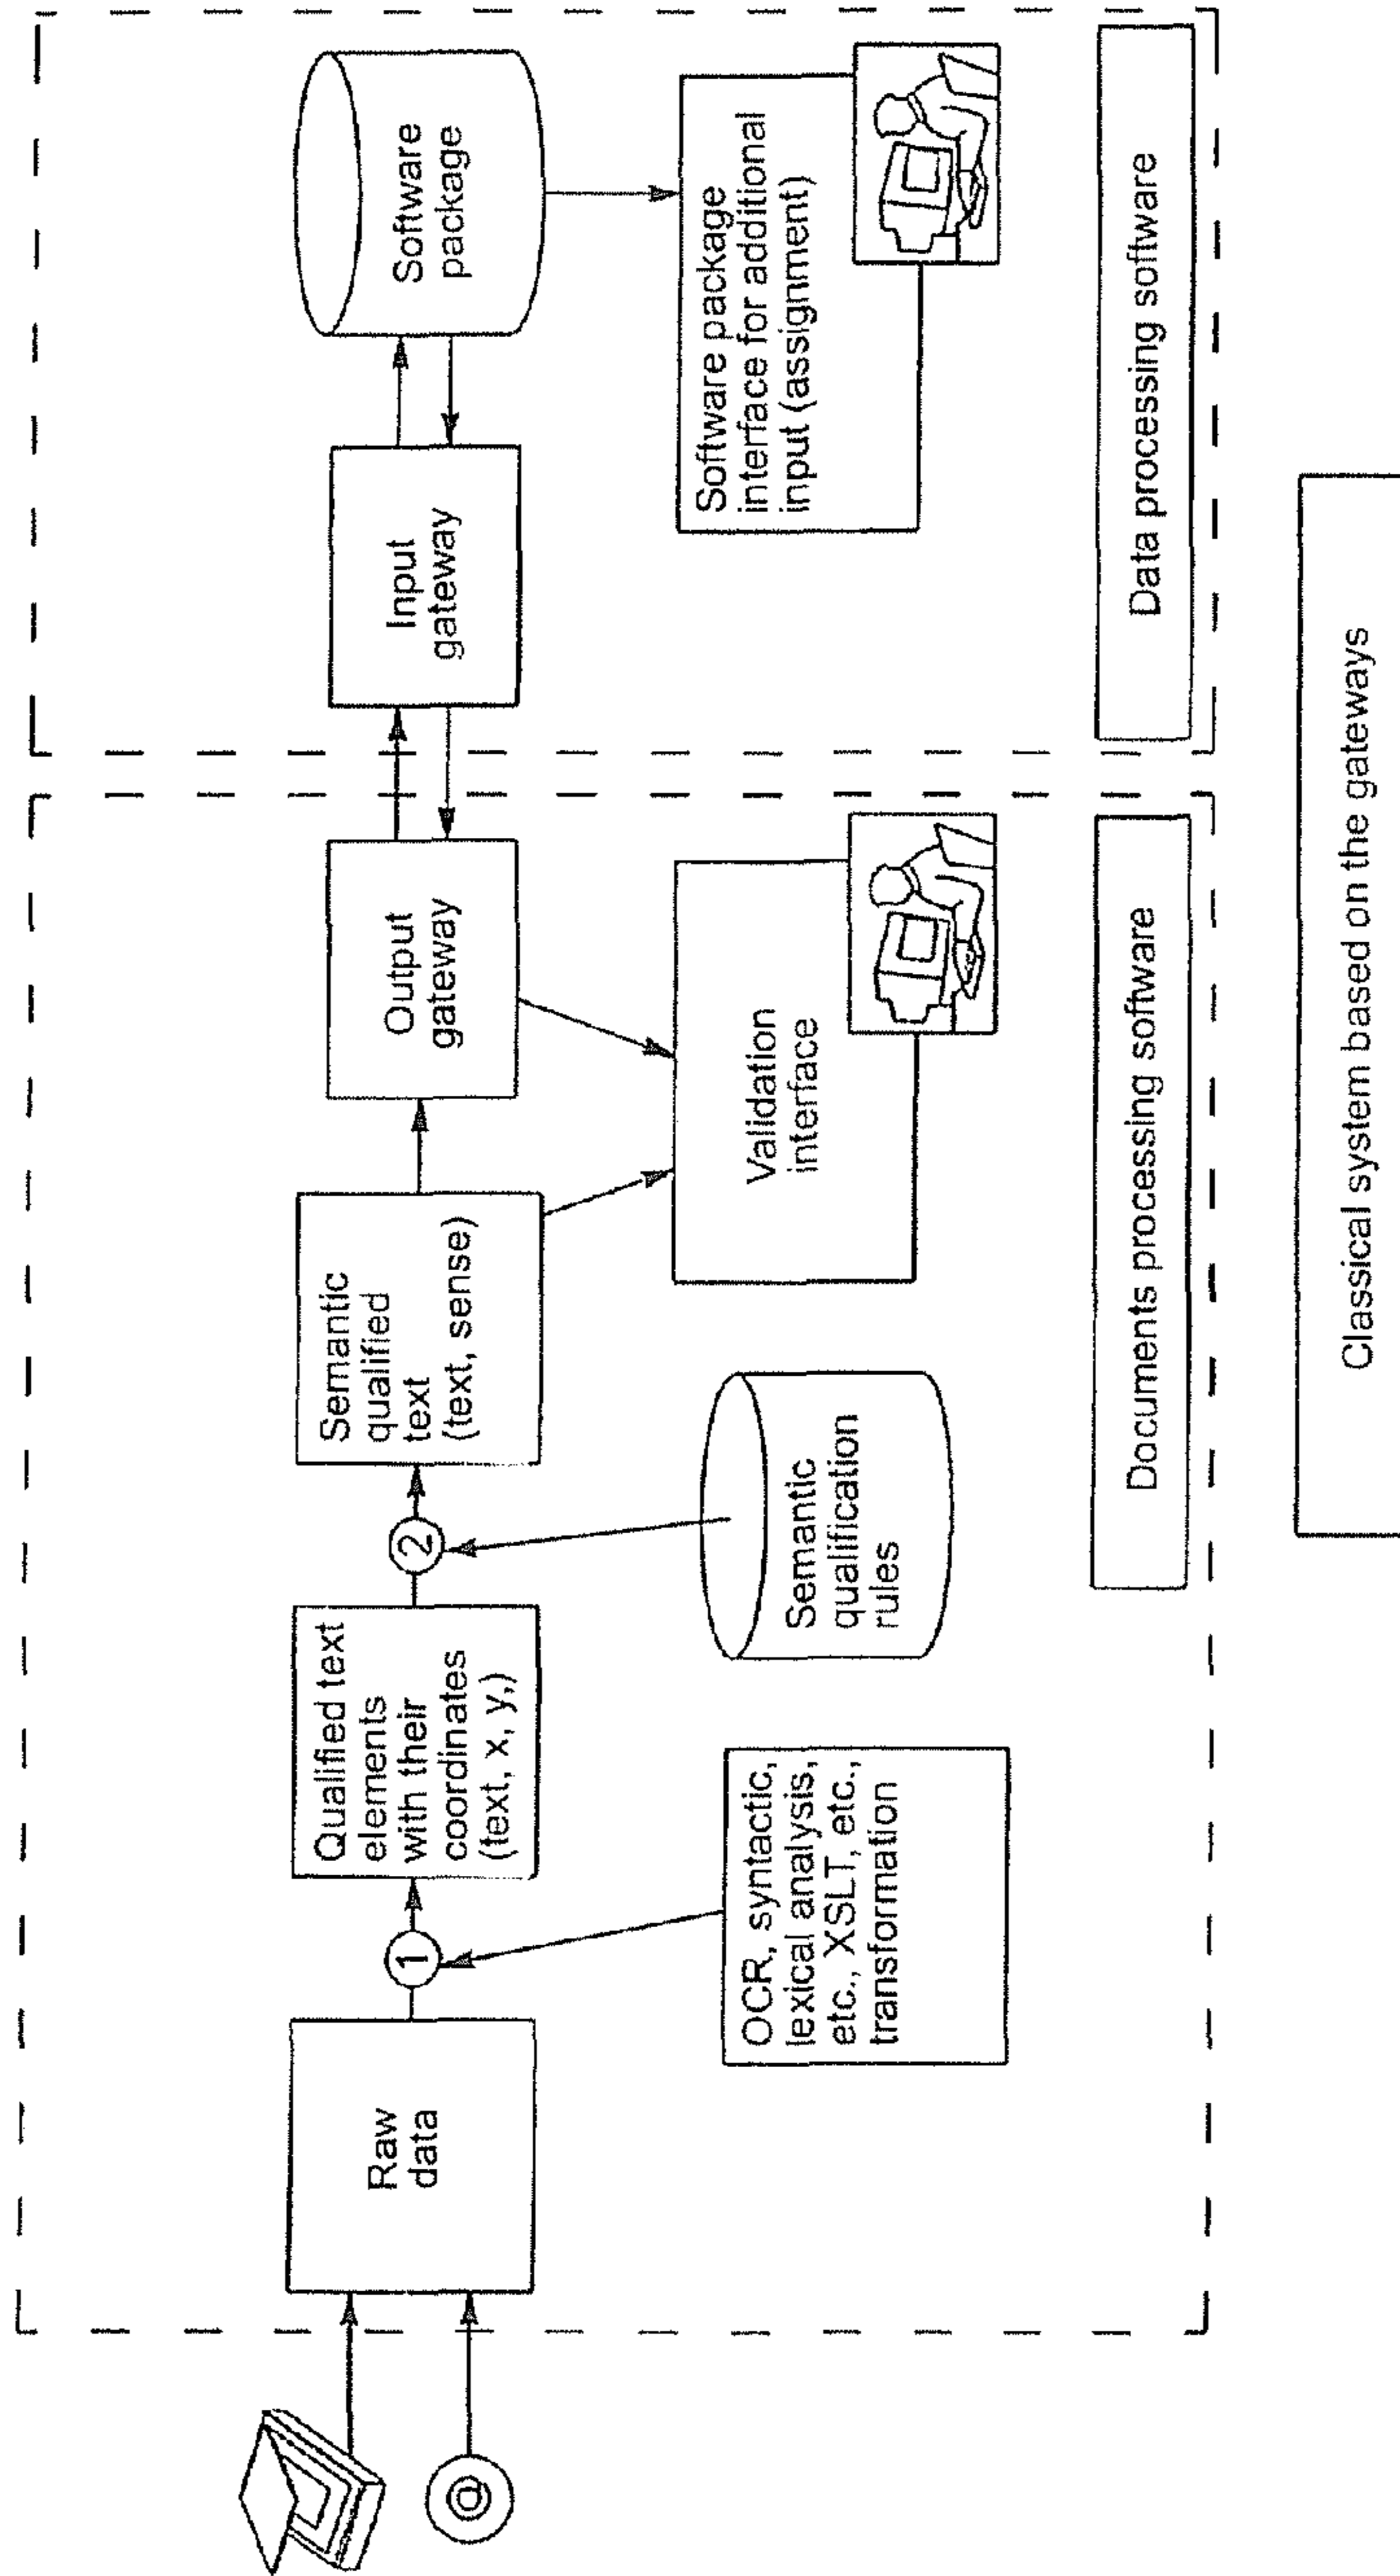 Raw
data
1
Qualified text
elements
with their
coordinates
(text, x, y,)
2
Semantic
qualified
text
(text, sense)
Output
gateway
Input
gateway
Software
package
OCR, syntactic,
lexical analysis,
etc., XSLT, etc.,
transformation
Semantic
qualification
rules
Validation
interface
Software package
interface for additional
input (assignment)
Documents processing software
Data processing software
Classical system based on the gateways
@